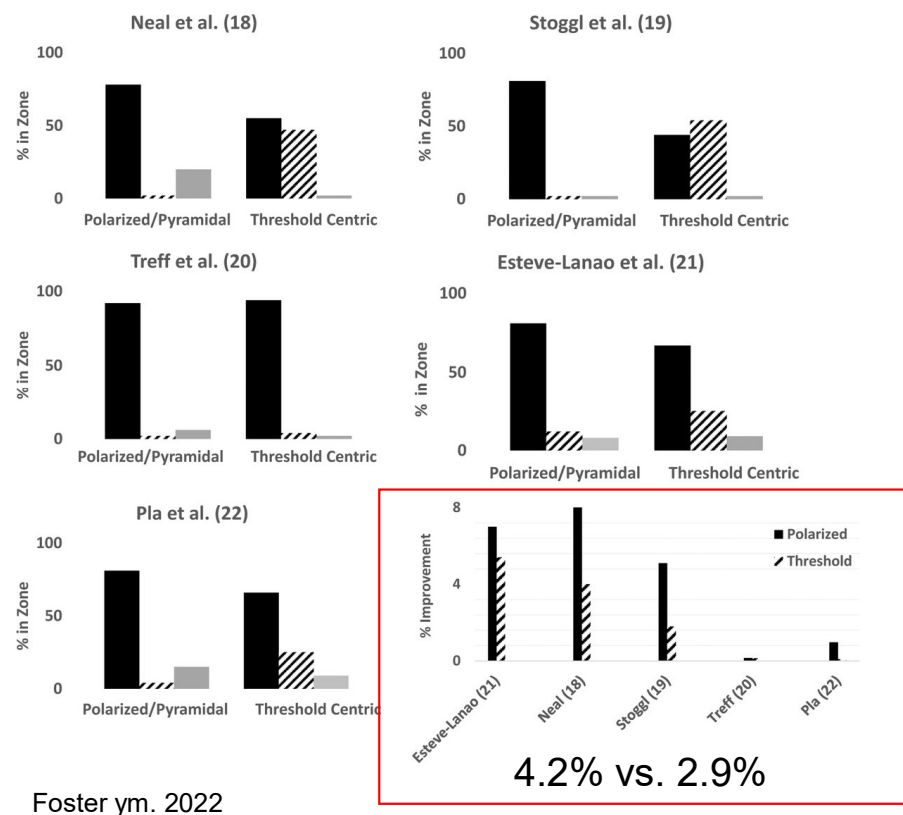 Neal et al. (18)
100
50
0
% in Zone
Polarized/Pyramidal
Threshold Centric
Stoggl et al. (19)
100
50
0
% in Zone
Polarized/Pyramidal
Threshold Centric
Treff et al. (20)
100
50
0
% in Zone
Polarized/Pyramidal
Threshold Centric
Esteve-Lanao et al. (21)
100
50
0
% in Zone
Polarized/Pyramidal
Threshold Centric
Pla et al. (22)
100
50
0
% in Zone
Polarized/Pyramidal
Threshold Centric
8
4
0
% Improvement
Polarized
Threshold
Esteve-Lanao (21)
Neal (18)
Stoggl (19)
Treff (20)
Pla (22)
4.2% vs. 2.9%
Foster ym. 2022